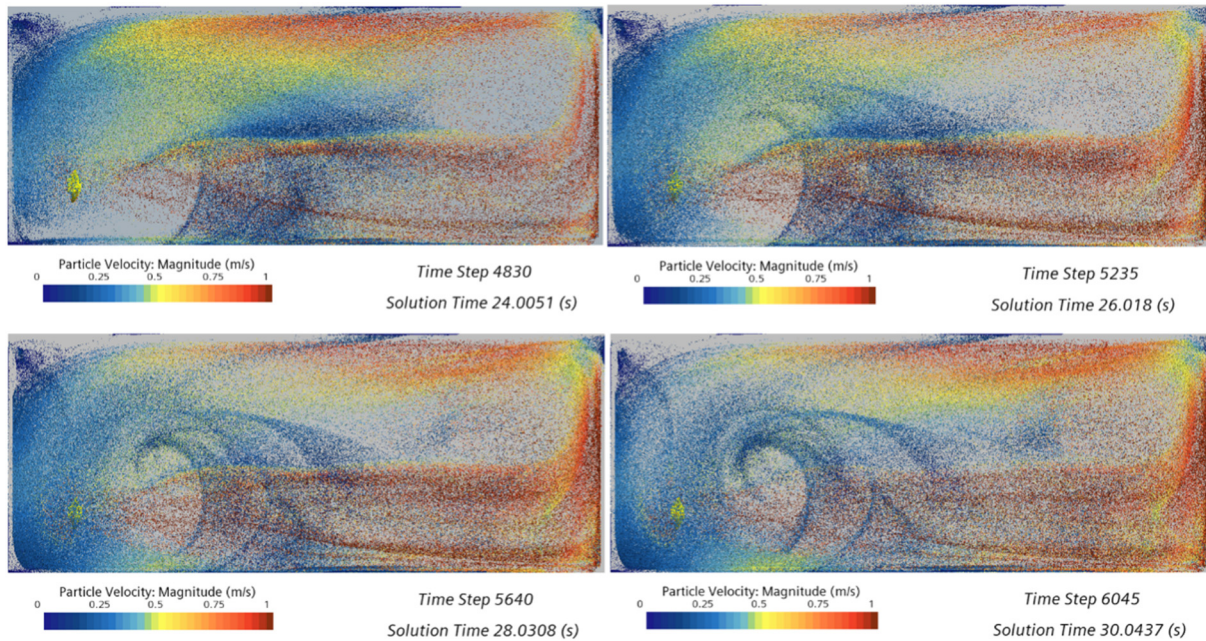 Particle Velocity: Magnitude (m/s)
0 0.25 0.5 0.75 1
Time Step 4830
Solution Time 24.0051 (s)
Particle Velocity: Magnitude (m/s)
0 0.25 0.5 0.75 1
Time Step 5235
Solution Time 26.018 (s)
Particle Velocity: Magnitude (m/s)
0 0.25 0.5 0.75 1
Time Step 5640
Solution Time 28.0308 (s)
Particle Velocity: Magnitude (m/s)
0 0.25 0.5 0.75 1
Time Step 6045
Solution Time 30.0437 (s)